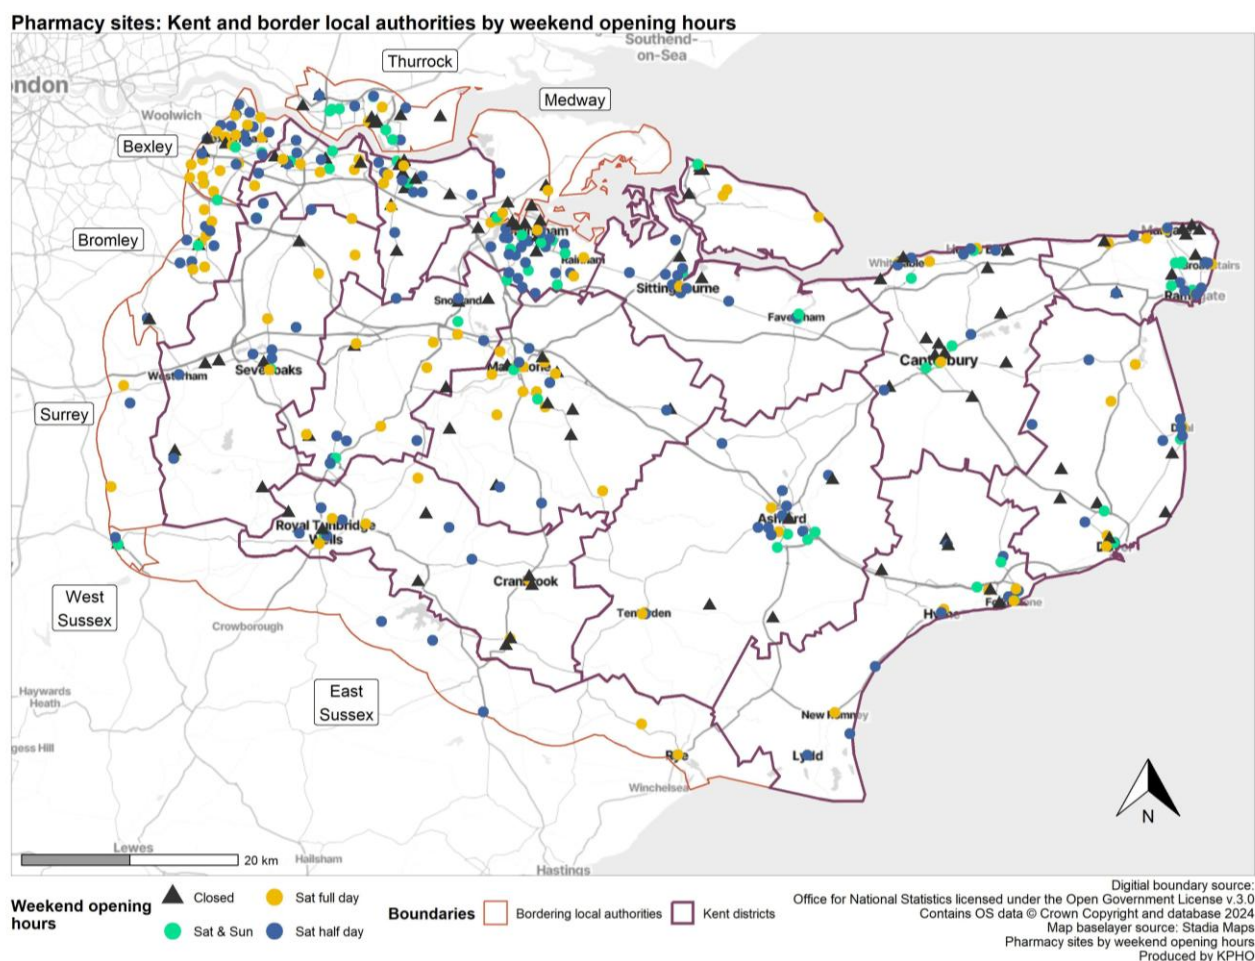 Pharmacy sites: Kent and border local authorities by weekend opening hours
Southend-
on-Sea
Thurrock
ndon
Medway
Woolwich
Bexley
Bromley
Sittingbourne
Faversham
Canterbury
Westerham
Sevenoaks
Surrey
Ashford
Royal Tunbridge
Wells
Cranbrook
Tenterden
West
Sussex
Crowborough
East
Sussex
Haywards
Heath
New Romney
gess Hill
Rye
Lydd
Winchelsea
N
Lewes
20 km
Hailsham
Hastings
Weekend opening
hours
Closed
Sat full day
Sat & Sun
Sat half day
Boundaries
Bordering local authorities
Kent districts
Digitial boundary source:
Office for National Statistics licensed under the Open Government License v.3.0
Contains OS data © Crown Copyright and database 2024
Map baselayer source: Stadia Maps
Pharmacy sites by weekend opening hours
Produced by KPHO